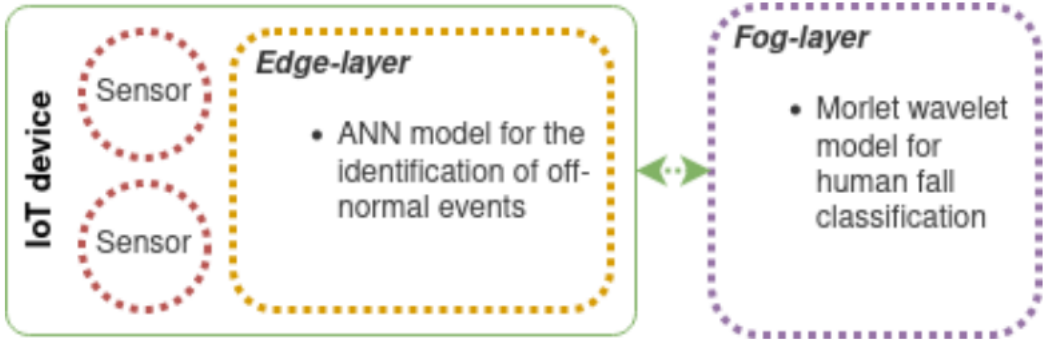 IoT device
Sensor
Sensor
Edge-layer
• ANN model for the
identification of off-
normal events
Fog-layer
• Morlet wavelet
model for
human fall
classification